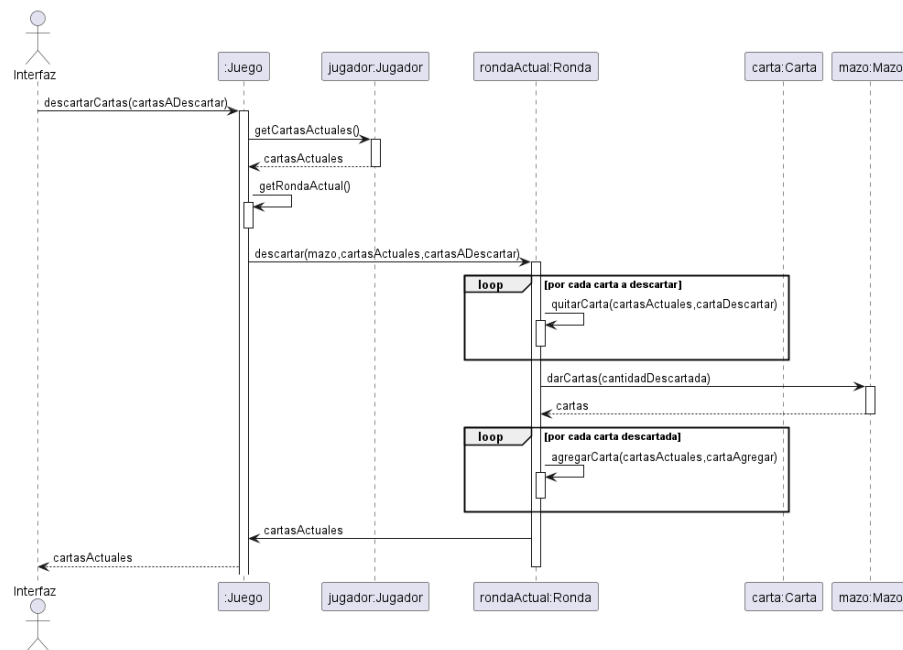 Interfaz
:Juego
jugador:Jugador
rondaActual:Ronda
carta:Carta
mazo:Mazo
descartarCartas(cartasADescartar)
getCartasActuales()
cartasActuales
getRondaActual()
descartar(mazo,cartasActuales,cartasADescartar)
loop
[por cada carta a descartar]
quitarCarta(cartasActuales,cartaDescartar)
darCartas(cantidadDescartada)
cartas
loop
[por cada carta descartada]
agregarCarta(cartasActuales,cartaAgregar)
cartasActuales
cartasActuales
Interfaz
:Juego
jugador:Jugador
rondaActual:Ronda
carta:Carta
mazo:Mazo